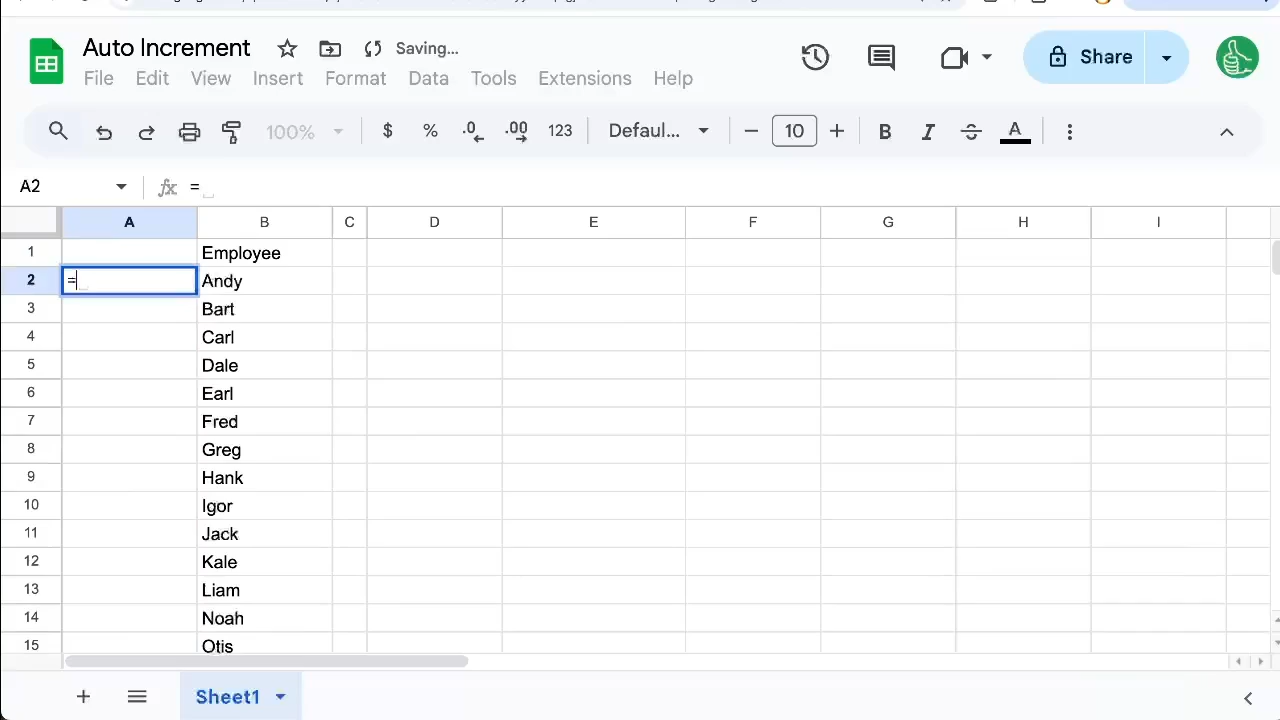 Auto Increment Saving...
File Edit View Insert Format Data Tools Extensions Help
Share
100% $ % .0 .00 123 Defaul... 10 B I S A
A2 fx =
A B C D E F G H I
1 Employee
2 = Andy
3 Bart
4 Carl
5 Dale
6 Earl
7 Fred
8 Greg
9 Hank
10 Igor
11 Jack
12 Kale
13 Liam
14 Noah
15 Otis
Sheet1